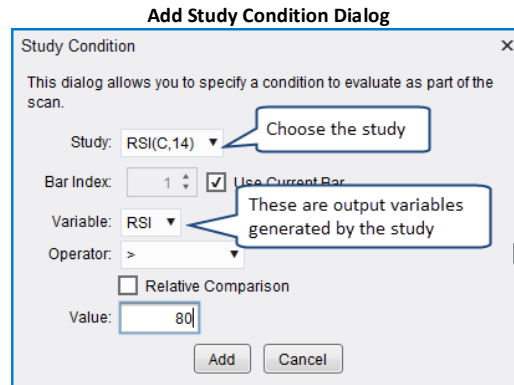 Add Study Condition Dialog
Study Condition
This dialog allows you to specify a condition to evaluate as part of the
scan.
Study: RSI(C,14)
Choose the study
Bar Index: 1 Use Current Bar
These are output variables
generated by the study
Variable: RSI
Operator: >
Relative Comparison
Value: 80
Add Cancel